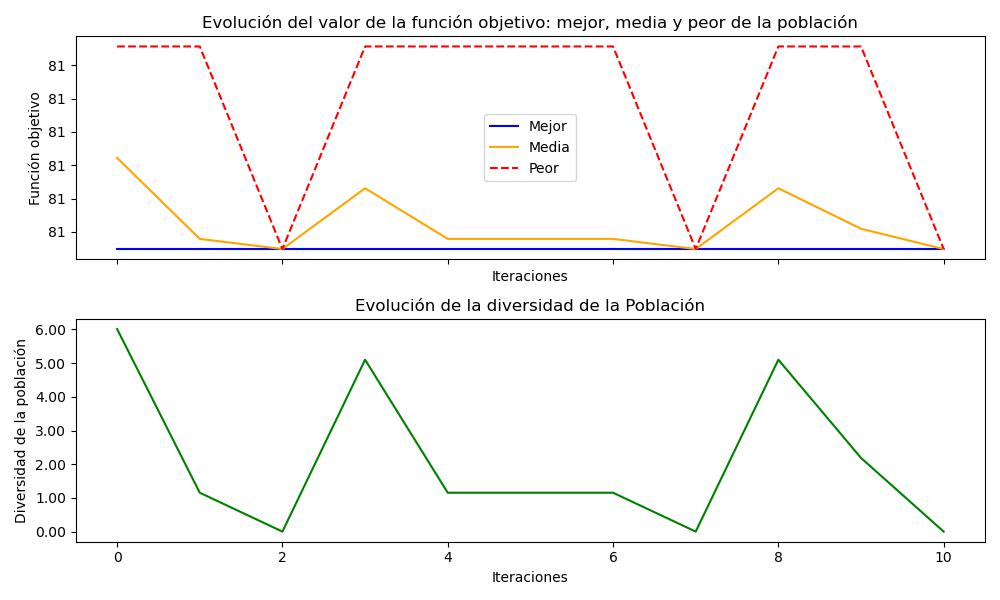 Evolución del valor de la función objetivo: mejor, media y peor de la población
Función objetivo
81
81
81
81
81
81
Mejor
Media
Peor
Iteraciones
Evolución de la diversidad de la Población
Diversidad de la población
6.00
5.00
4.00
3.00
2.00
1.00
0.00
0 2 4 6 8 10
Iteraciones